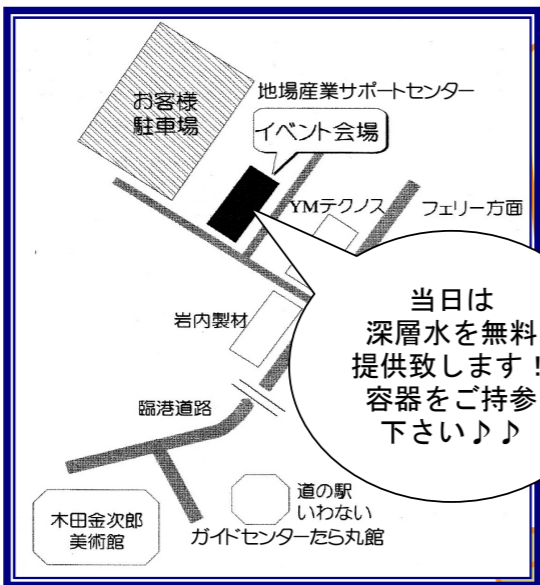 お客様
駐車場
地場産業サポートセンター
イベント会場
YMテクノス
フェリー方面
当日は
深層水を無料
提供致します！
容器をご持参
下さい♪♪
岩内製材
臨港道路
道の駅
いわない
木田金次郎
美術館
ガイドセンターたら丸館